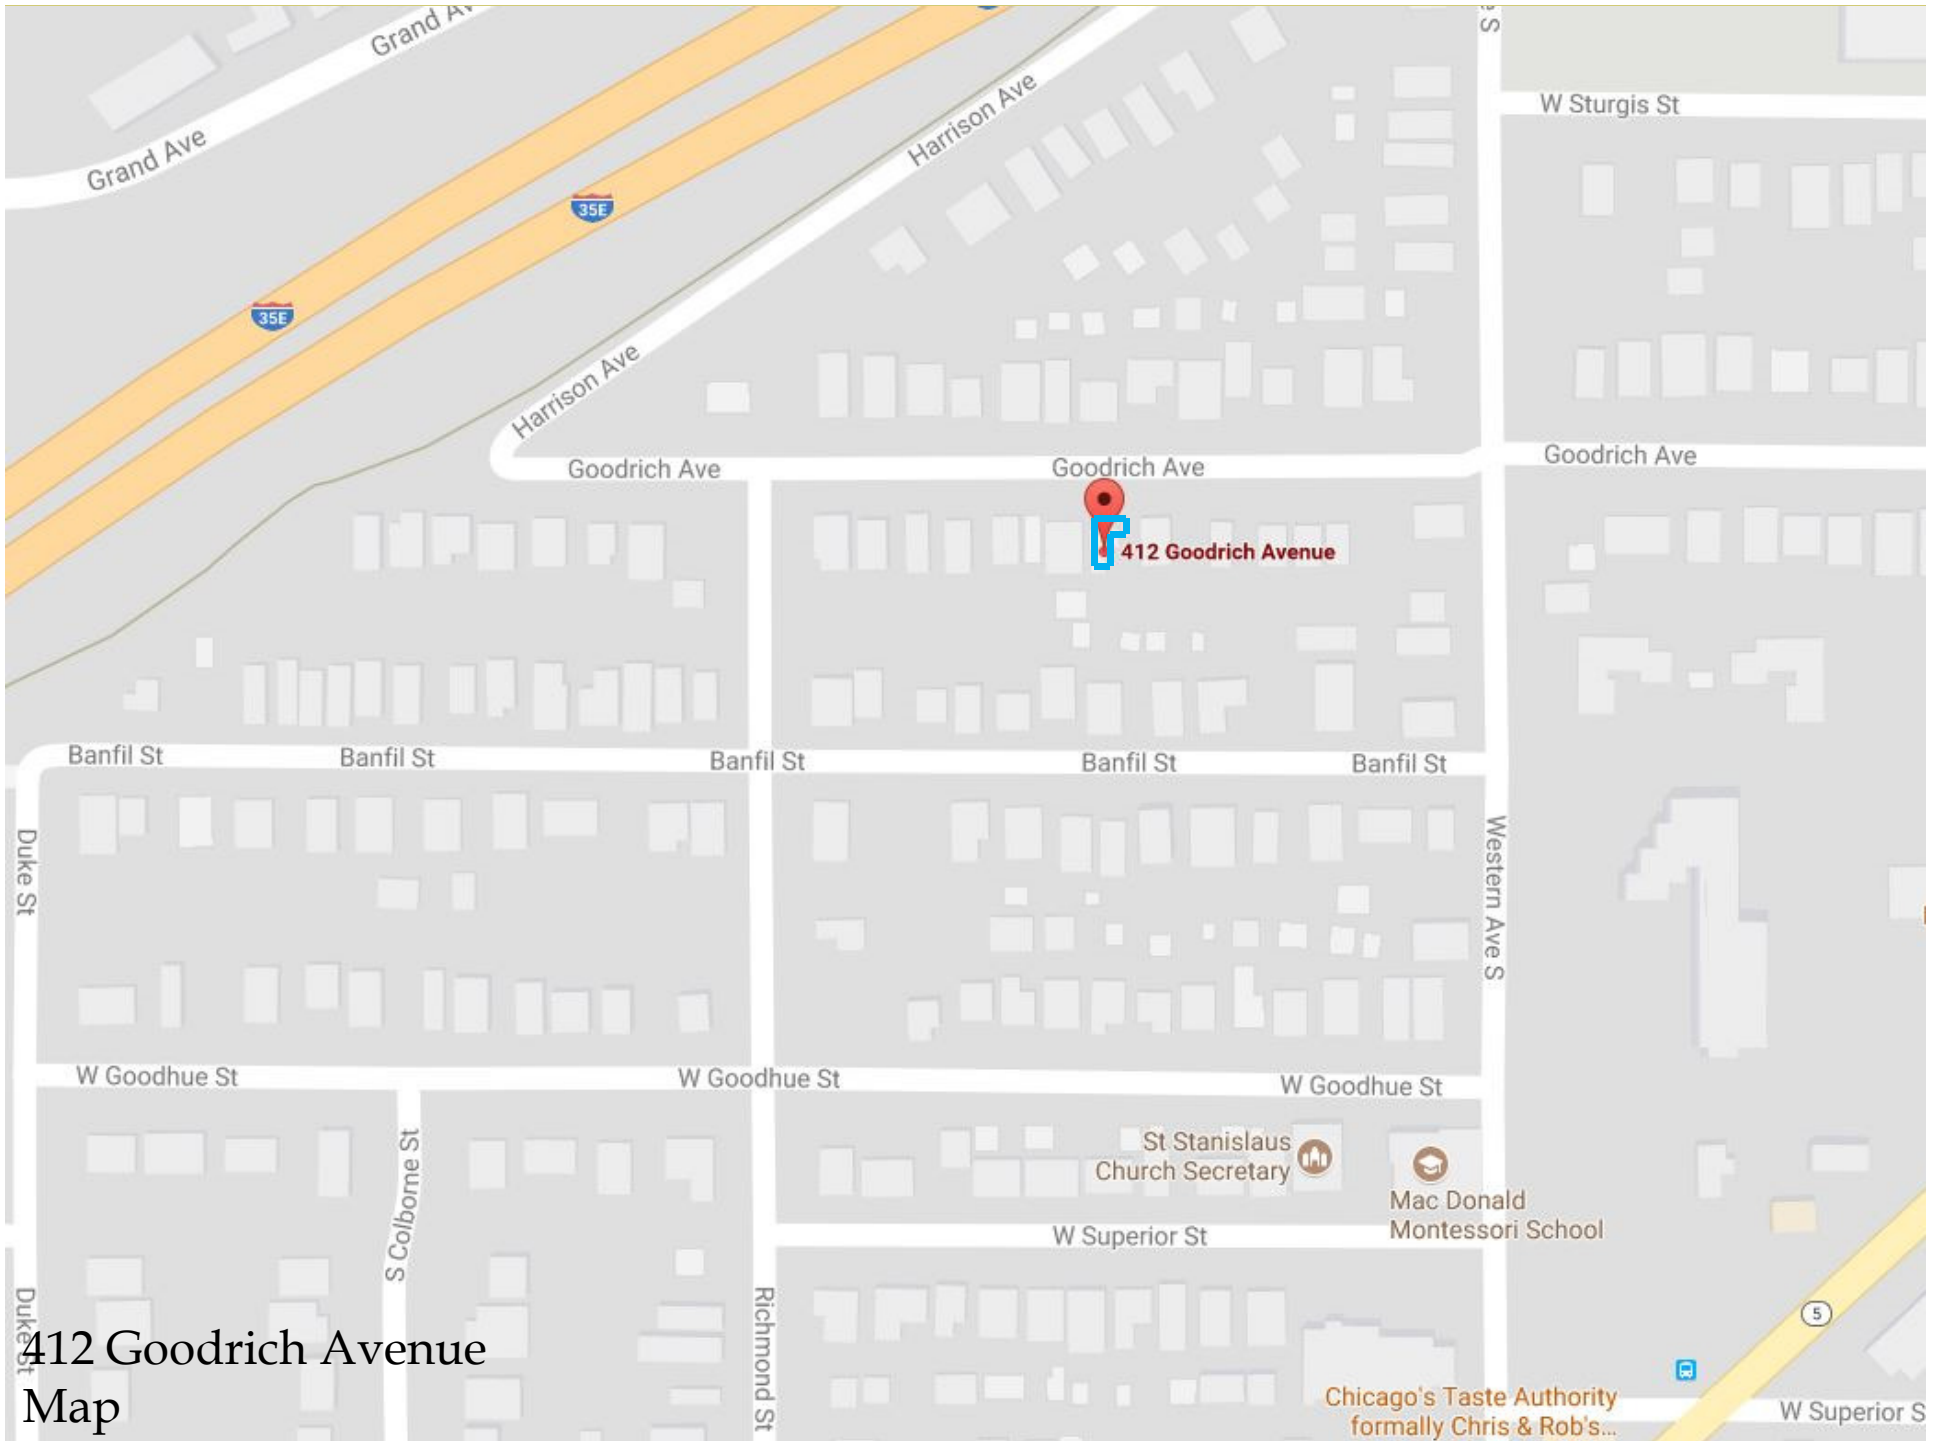 Grand Av
S
W Sturgis St
Harrison Ave
Grand Ave
35E
35E
Harrison Ave
Goodrich Ave
Goodrich Ave
Goodrich Ave
412 Goodrich Avenue
Banfil St
Banfil St
Banfil St
Banfil St
Banfil St
Duke St
Western Ave S
W Goodhue St
W Goodhue St
W Goodhue St
S Colborne St
St Stanislaus
Church Secretary
Mac Donald
Montessori School
W Superior St
Duke St
Richmond St
5
412 Goodrich Avenue
Map
Chicago's Taste Authority
formally Chris & Rob's...
W Superior S